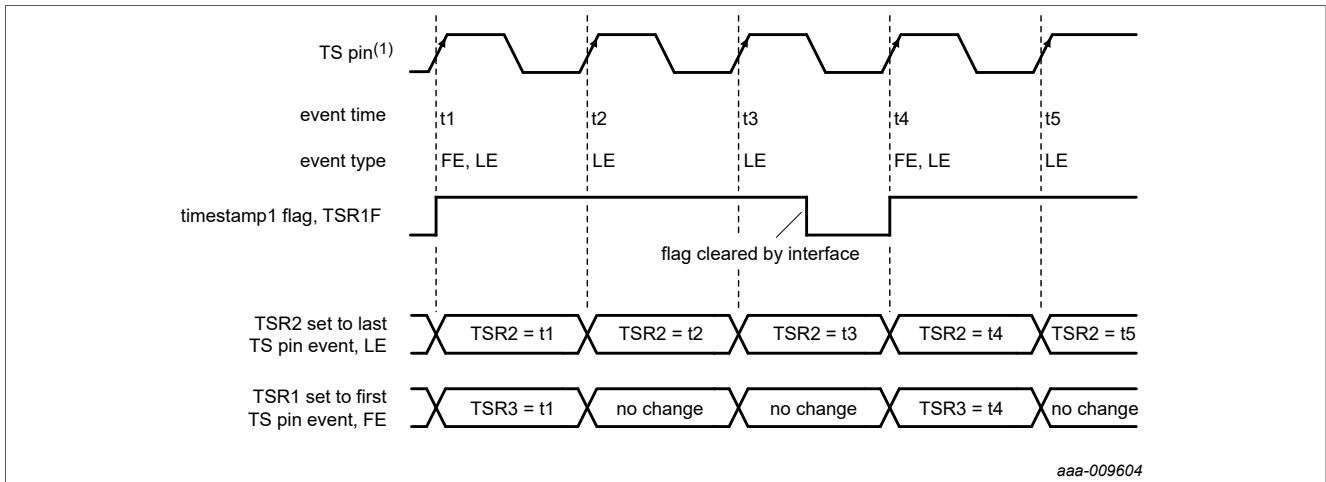 TS pin(1)
event time t1 t2 t3 t4 t5
event type FE, LE LE LE FE, LE LE
timestamp1 flag, TSR1F
flag cleared by interface
TSR2 set to last
TS pin event, LE
TSR2 = t1 TSR2 = t2 TSR2 = t3 TSR2 = t4 TSR2 = t5
TSR1 set to first
TS pin event, FE
TSR3 = t1 no change no change TSR3 = t4 no change
aaa-009604